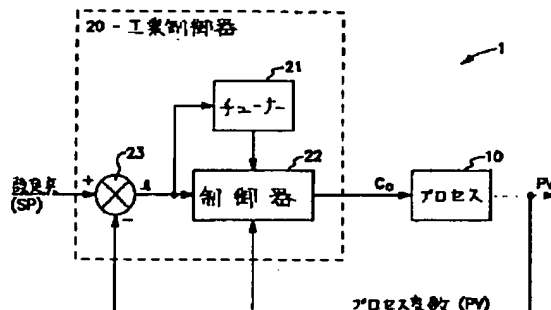 20-工業制御器
1
21
チューナー
23
22
設定点
(SP)
+
-
制御器
Co
10
プロセス
PV
プロセス変数 (PV)